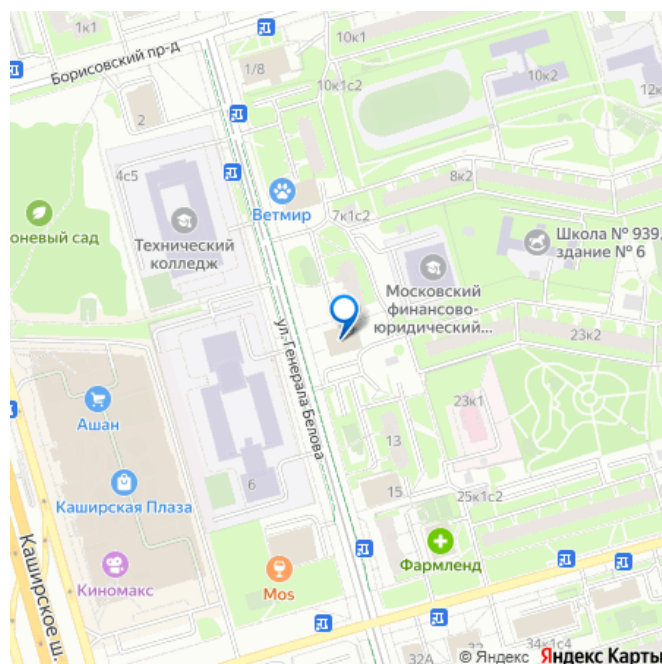 1к1
Борисовский пр-д
10к1
1/8
10к1с2
10к2
12к
2
4с5
8к2
Ветмир
7к1с2
оневый сад
Технический
колледж
Школа № 939,
здание № 6
Московский
финансово-
юридический...
ул. Генерала Белова
23к2
Ашан
23к1
13
6
15
25к1с2
Каширская Плаза
Каширское ш.
Фармленд
Киномакс
Mos
32А
32
34к1с4
© Яндекс Яндекс Карты